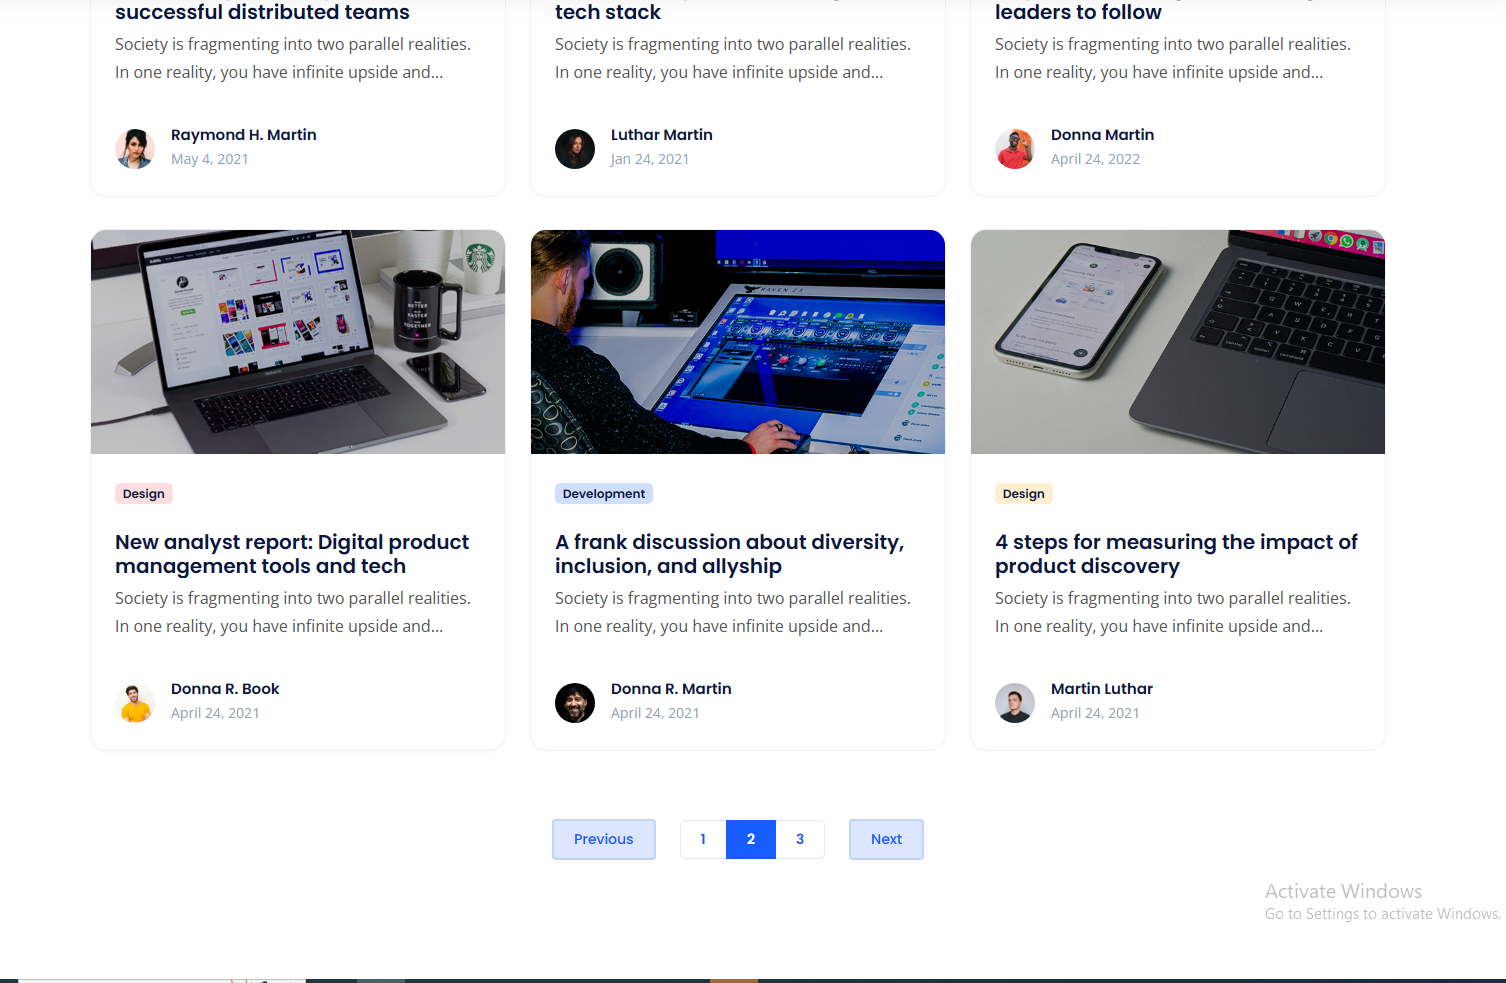 successful distributed teams
tech stack
leaders to follow
Society is fragmenting into two parallel realities.
In one reality, you have infinite upside and...
Society is fragmenting into two parallel realities.
In one reality, you have infinite upside and...
Society is fragmenting into two parallel realities.
In one reality, you have infinite upside and...
Raymond H. Martin
May 4, 2021
Luthar Martin
Jan 24, 2021
Donna Martin
April 24, 2022
BETTER
FASTER
TOGETHER
RAVEN
TCL
Design
New analyst report: Digital product
management tools and tech
Society is fragmenting into two parallel realities.
In one reality, you have infinite upside and...
Donna R. Book
April 24, 2021
Development
A frank discussion about diversity,
inclusion, and allyship
Society is fragmenting into two parallel realities.
In one reality, you have infinite upside and...
Donna R. Martin
April 24, 2021
Design
4 steps for measuring the impact of
product discovery
Society is fragmenting into two parallel realities.
In one reality, you have infinite upside and...
Martin Luthar
April 24, 2021
Previous
1
2
3
Next
Activate Windows
Go to Settings to activate Windows.